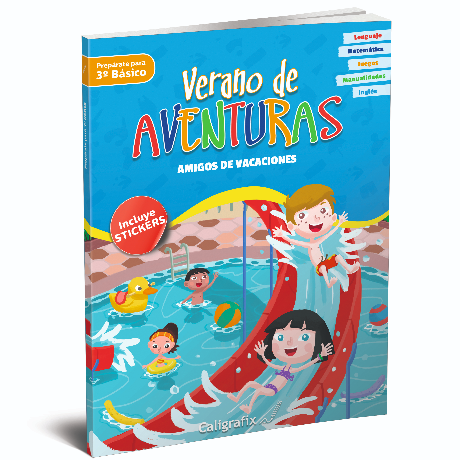 Prepárate para
3º Básico
Lenguaje
Matemática
Juegos
Manualidades
Inglés
Verano de
AVENTURAS
AMIGOS DE VACACIONES
Incluye
STICKERS
Caligrafix